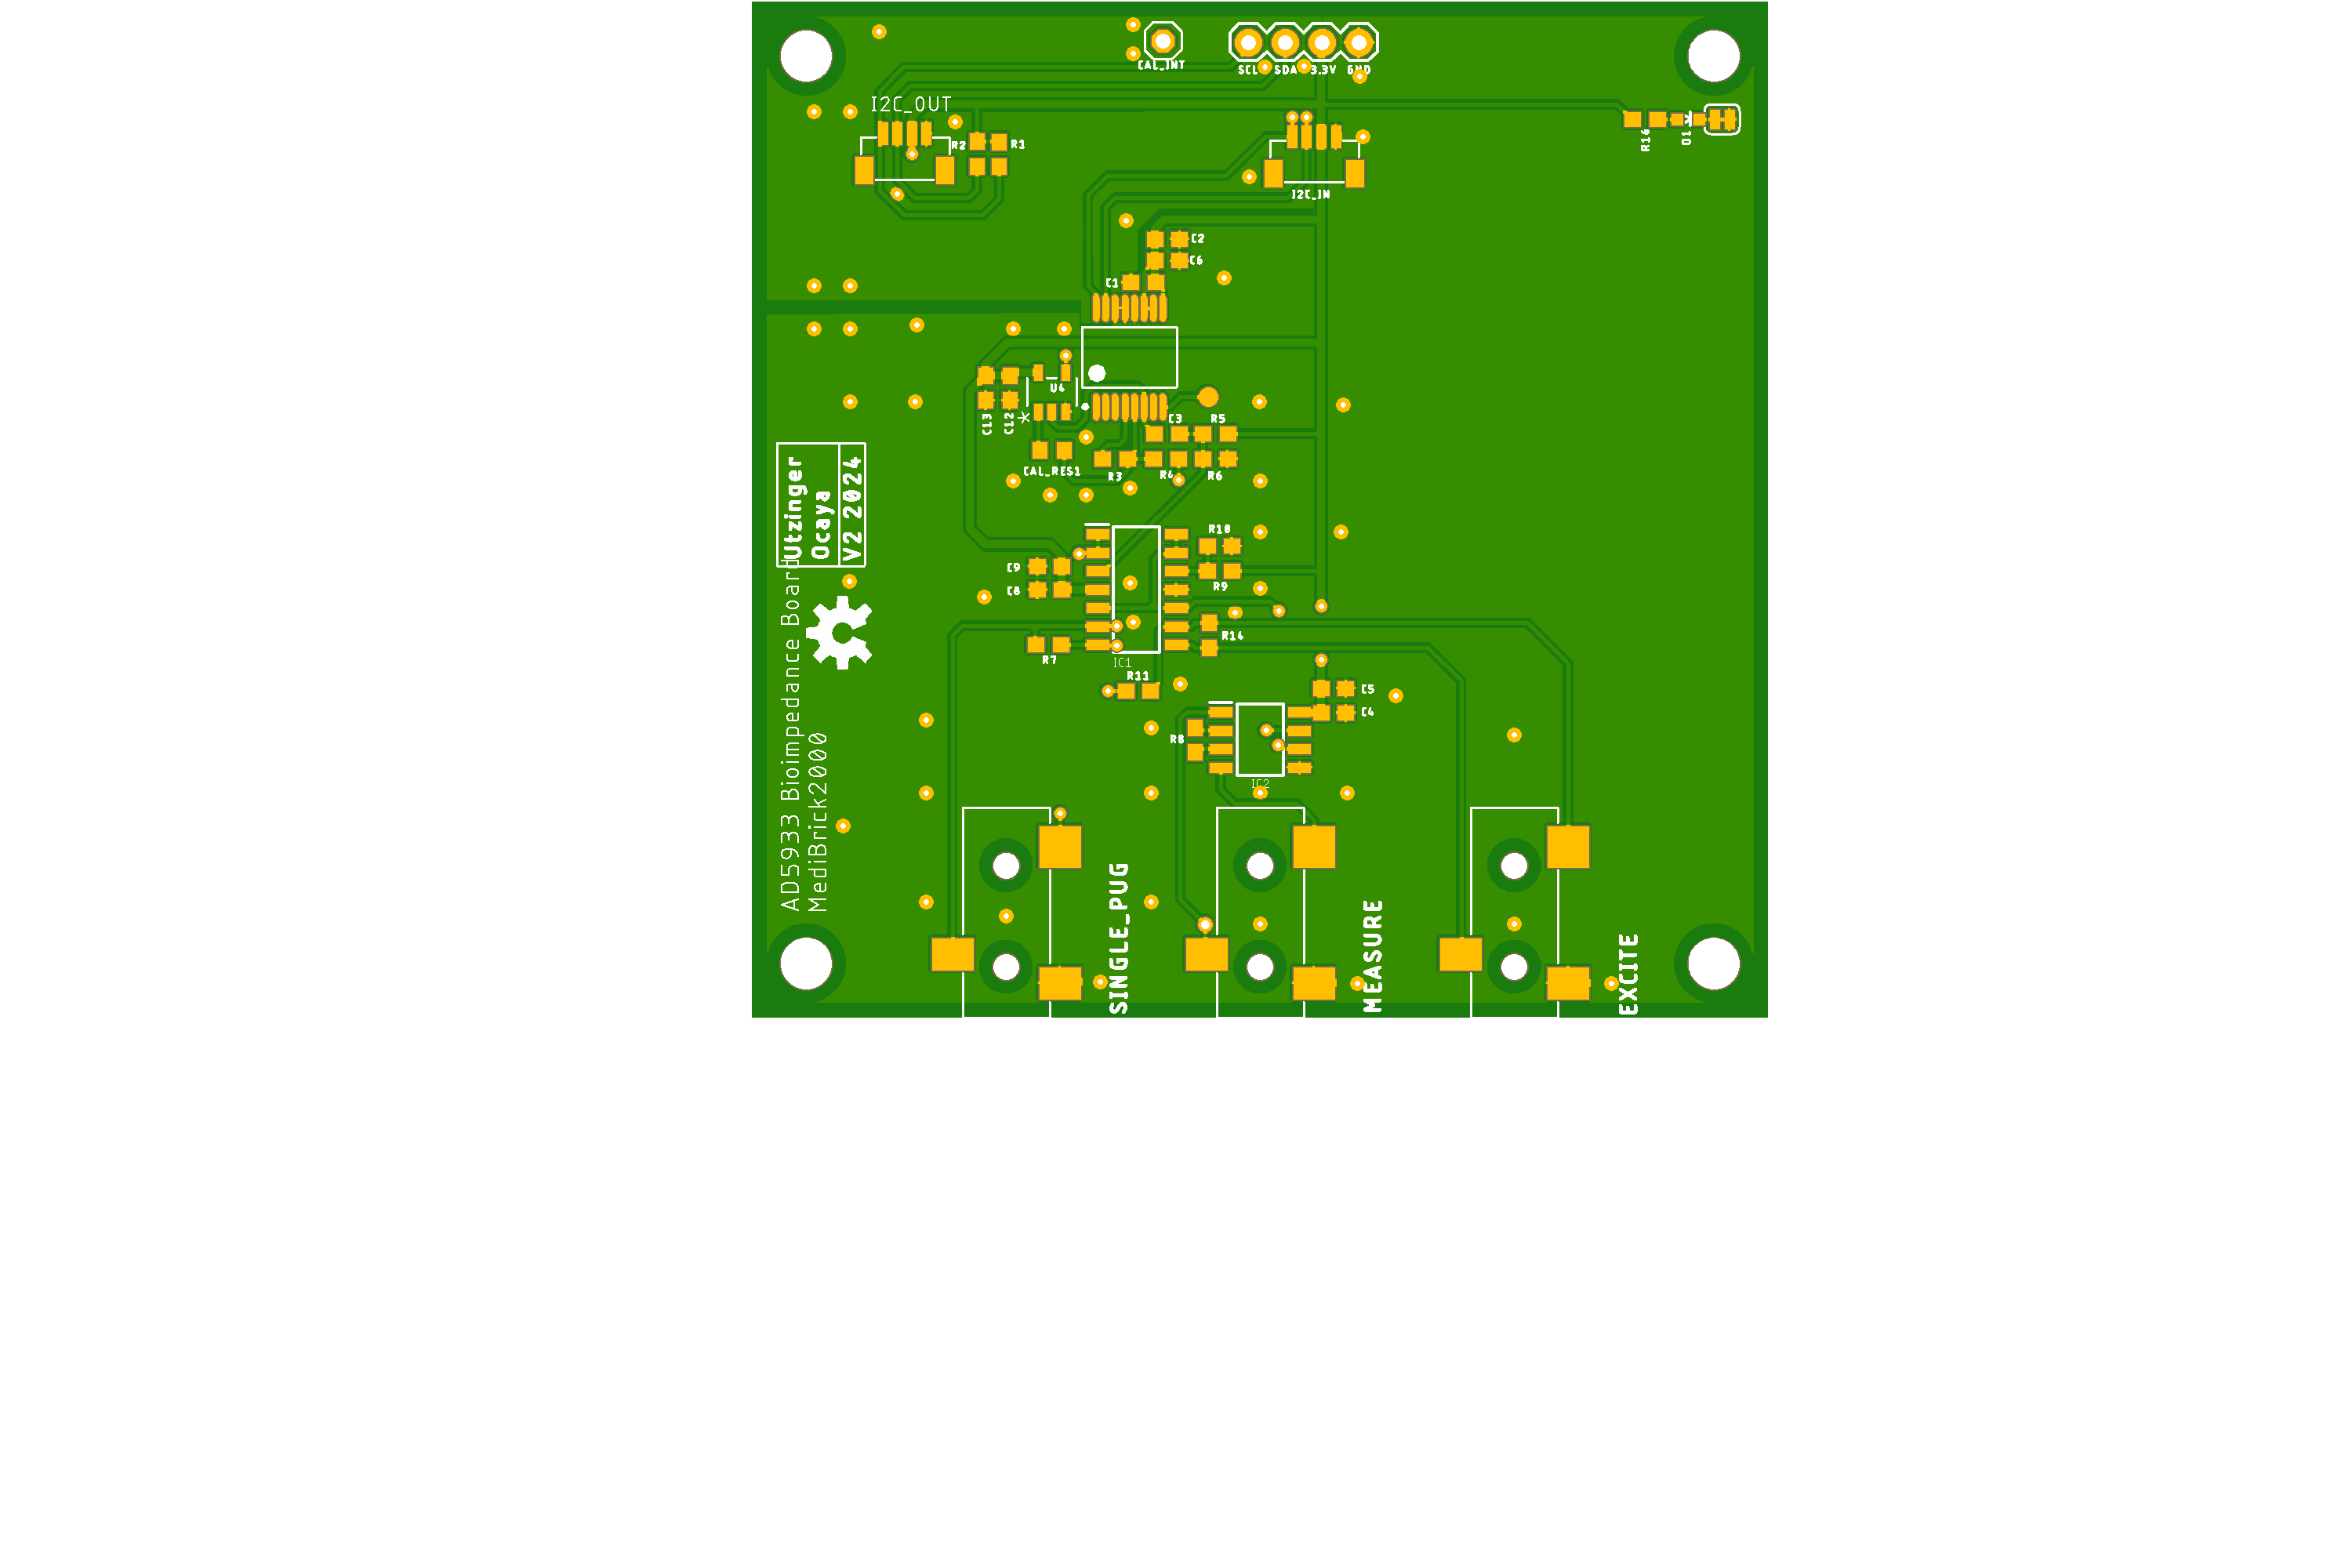 CAL_INT
SCL SDA 3.3V GND
I2C_OUT
R2
R1
R16
D1
I2C_IN
C2
C6
C1
U4
C13
C12
C3
R5
CAL_RES1
R3
R4
R6
Utzinger
Ocaya
V2 2024
R10
C9
R9
C8
R14
R7
IC1
R11
C5
C4
R8
IC2
AD5933 Bioimpedance Board
MediBrick2000
SINGLE_PUG
MEASURE
EXCITE